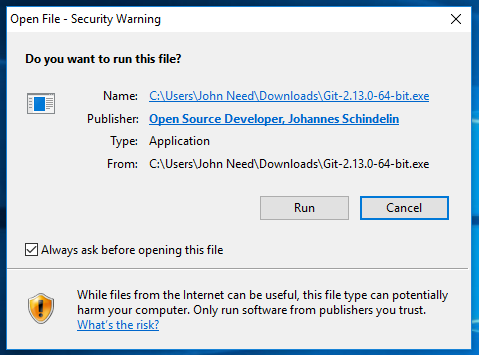 Open File - Security Warning
Do you want to run this file?
Name: C:\Users\John Need\Downloads\Git-2.13.0-64-bit.exe
Publisher: Open Source Developer, Johannes Schindelin
Type: Application
From: C:\Users\John Need\Downloads\Git-2.13.0-64-bit.exe
Run Cancel
Always ask before opening this file
While files from the Internet can be useful, this file type can potentially
harm your computer. Only run software from publishers you trust.
What's the risk?